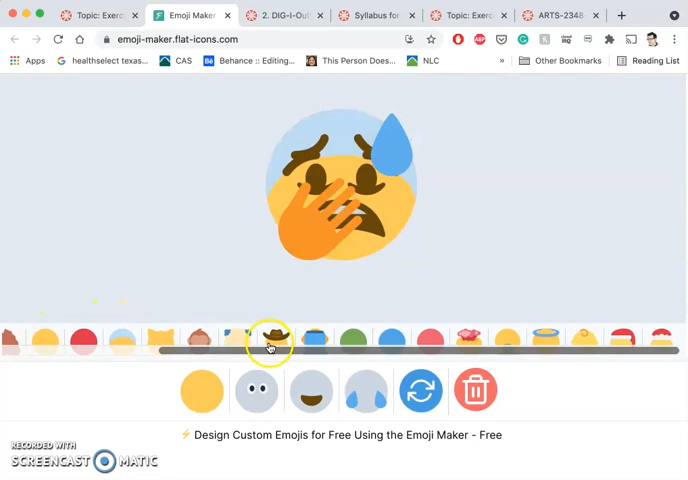 Topic: Exerc
Emoji Maker
2. DIG-I-Out
Syllabus for
Topic: Exerc
ARTS-2348-
emoji-maker.flat-icons.com
ABP
Apps
healthselect texas...
CAS
Bē
Behance :: Editing...
This Person Does...
NLC
»
Other Bookmarks
Reading List
⚡ Design Custom Emojis for Free Using the Emoji Maker - Free
RECORDED WITH
SCREENCAST O MATIC